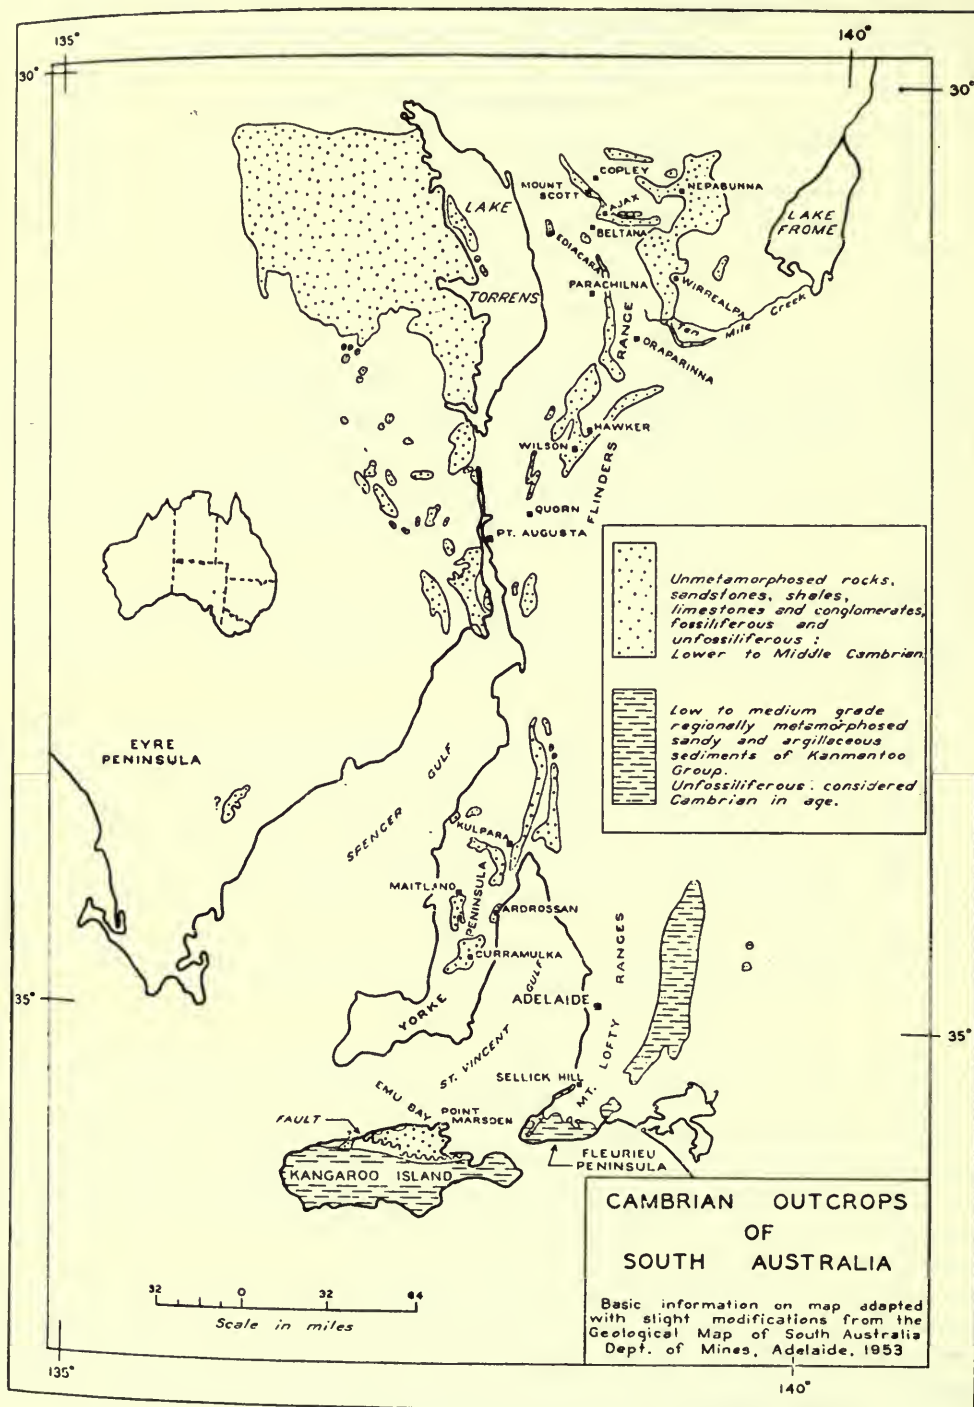 135°
140°
30°
30°
COPLEY
MOUNT
SCOTT
NEPABUNNA
AJAX
LAKE
FROME
LAKE
BELTANA
EDIACARA
PARACHILNA
WIRREALPA
TORRENS
RANGE
Ten Mile Creek
ORAPARINNA
HAWKER
WILSON
FLINDERS
QUORN
PT. AUGUSTA
Unmetamorphosed rocks,
sandstones, shales,
limestones and conglomerates,
fossiliferous and
unfossiliferous :
Lower to Middle Cambrian.
Low to medium grade
regionally metamorphosed
sandy and argillaceous
sediments of Kanmantoo
Group.
Unfossiliferous : considered
Cambrian in age.
EYRE
PENINSULA
?
SPENCER GULF
KULPARA
MAITLAND
PENINSULA
ARDROSSAN
CURRAMULKA
YORKE
GULF
ST. VINCENT
ADELAIDE
MT. LOFTY RANGES
35°
35°
SELLICK HILL
EMU BAY
POINT
MARSDEN
FAULT
?
FLEURIEU
PENINSULA
KANGAROO ISLAND
CAMBRIAN OUTCROPS
OF
SOUTH AUSTRALIA
Basic information on map adapted
with slight modifications from the
Geological Map of South Australia
Dept. of Mines, Adelaide, 1953
32 0 32 64
Scale in miles
135°
140°